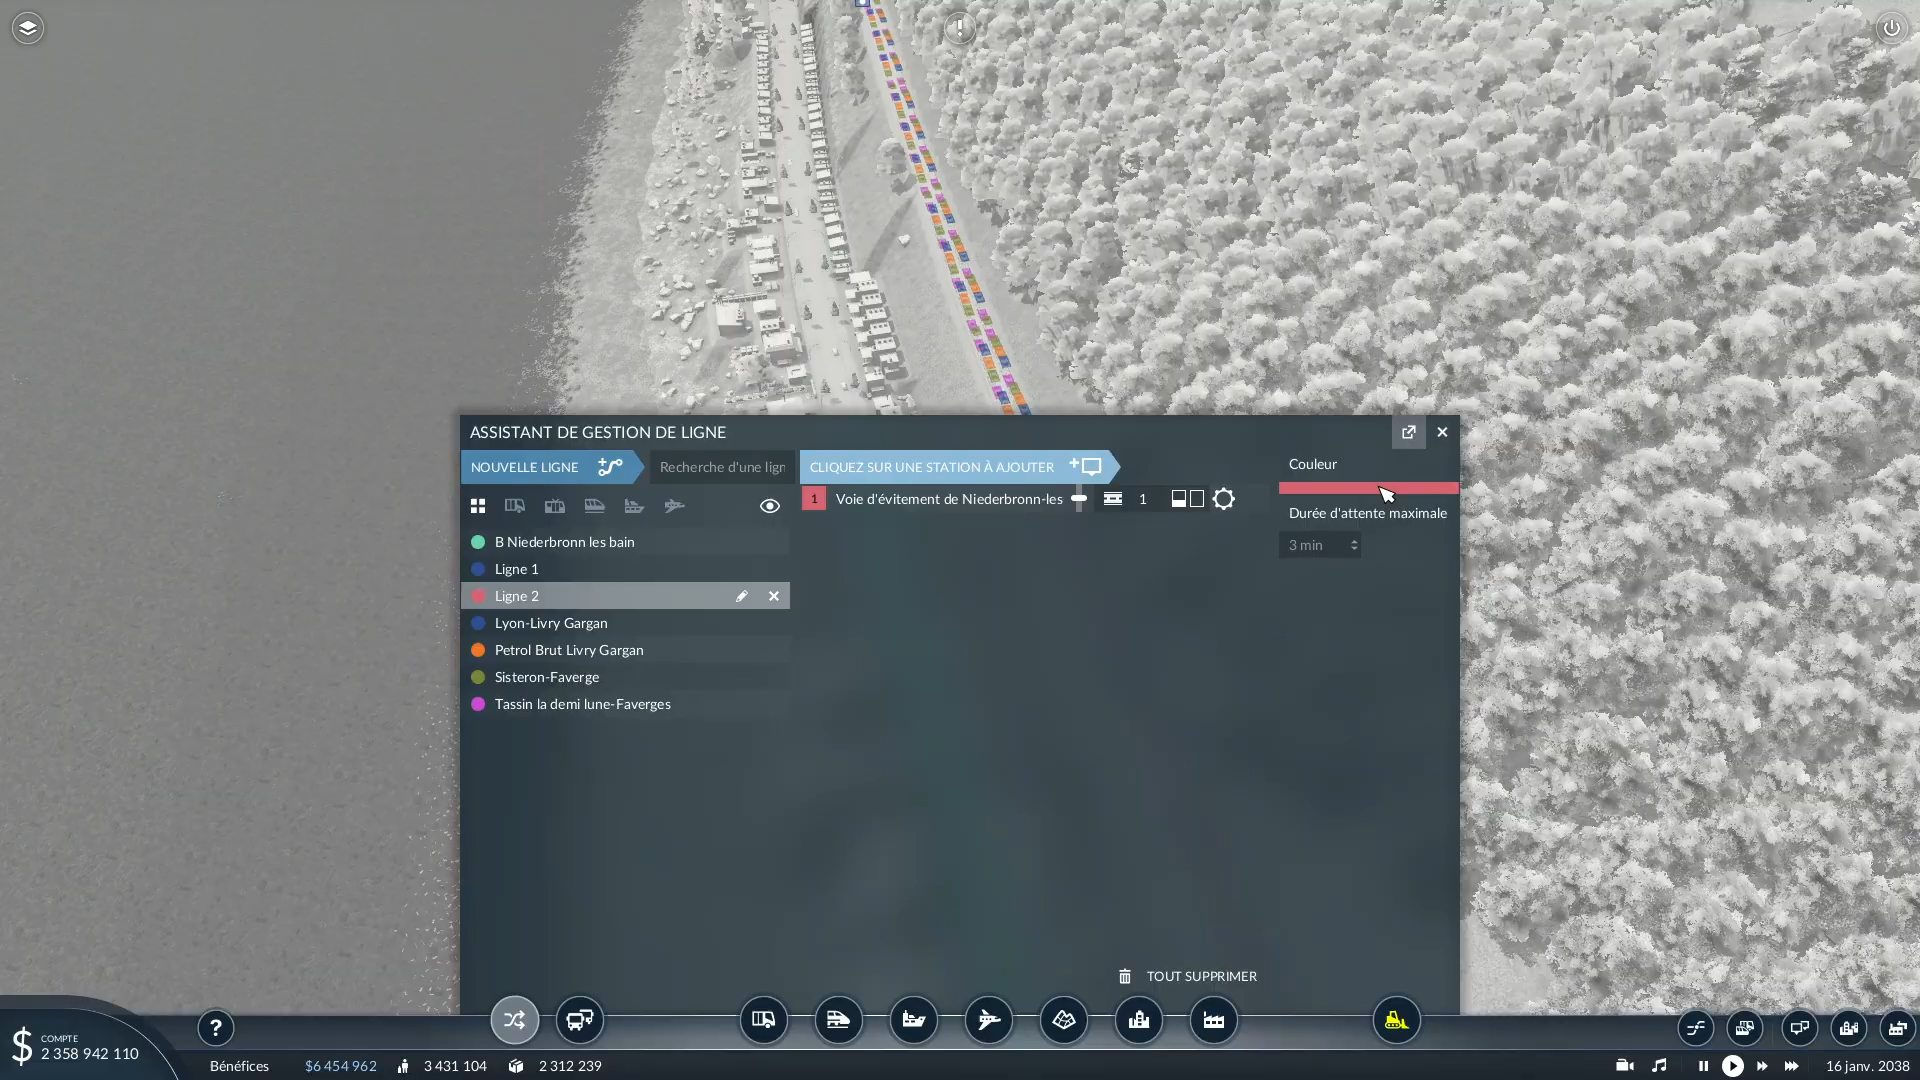 ASSISTANT DE GESTION DE LIGNE
NOUVELLE LIGNE
Recherche d'une lign
CLIQUEZ SUR UNE STATION À AJOUTER
Couleur
1 Voie d'évitement de Niederbronn-les 1
Durée d'attente maximale
3 min
B Niederbronn les bain
Ligne 1
Ligne 2
Lyon-Livry Gargan
Petrol Brut Livry Gargan
Sisteron-Faverge
Tassin la demi lune-Faverges
TOUT SUPPRIMER
?
$ COMPTE
2 358 942 110
Bénéfices $6 454 962 3 431 104 2 312 239 16 janv. 2038